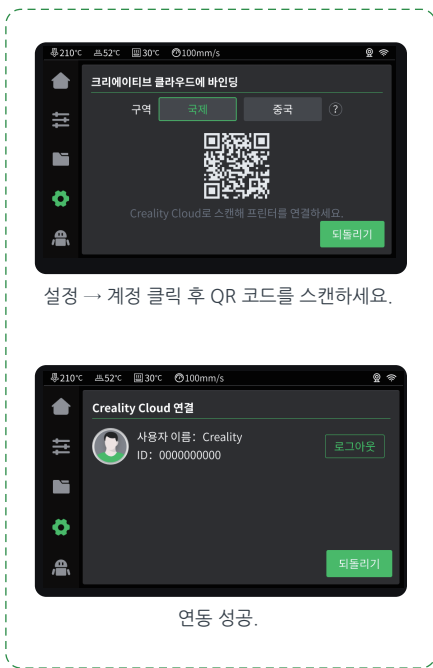 210℃ 52℃ 30℃ 100mm/s
크리에이티브 클라우드에 바인딩
구역 국제 중국 ?
Creality Cloud로 스캔해 프린터를 연결하세요.
되돌리기
설정 → 계정 클릭 후 QR 코드를 스캔하세요.
210℃ 52℃ 30℃ 100mm/s
Creality Cloud 연결
사용자 이름: Creality
ID: 0000000000
로그아웃
되돌리기
연동 성공.